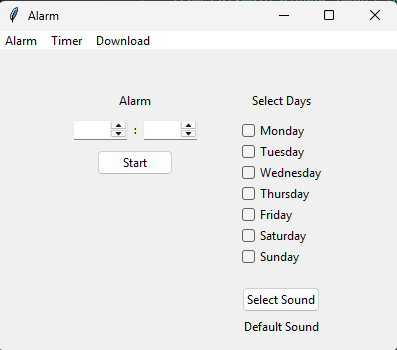 Alarm
Alarm Timer Download
Alarm
:
Start
Select Days
Monday
Tuesday
Wednesday
Thursday
Friday
Saturday
Sunday
Select Sound
Default Sound